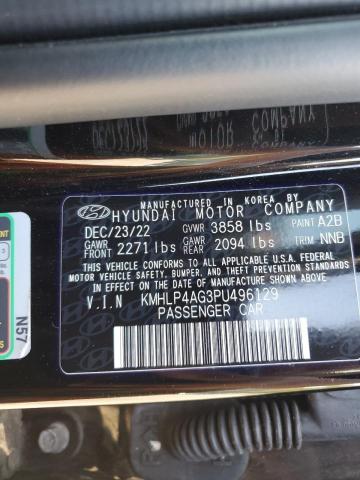 MANUFACTURED IN KOREA BY
HYUNDAI MOTOR COMPANY
DEC/23/22 GVWR 3858 lbs PAINT A2B
GAWR FRONT 2271 lbs GAWR REAR 2094 lbs TRIM NNB
THIS VEHICLE CONFORMS TO ALL APPLICABLE U.S.A. FEDERAL
MOTOR VEHICLE SAFETY, BUMPER, AND THEFT PREVENTION
STANDARDS IN EFFECT ON THE DATE OF MANUFACTURE SHOWN ABOVE.
V.I.N KMHLP4AG3PU496129
PASSENGER CAR
N57